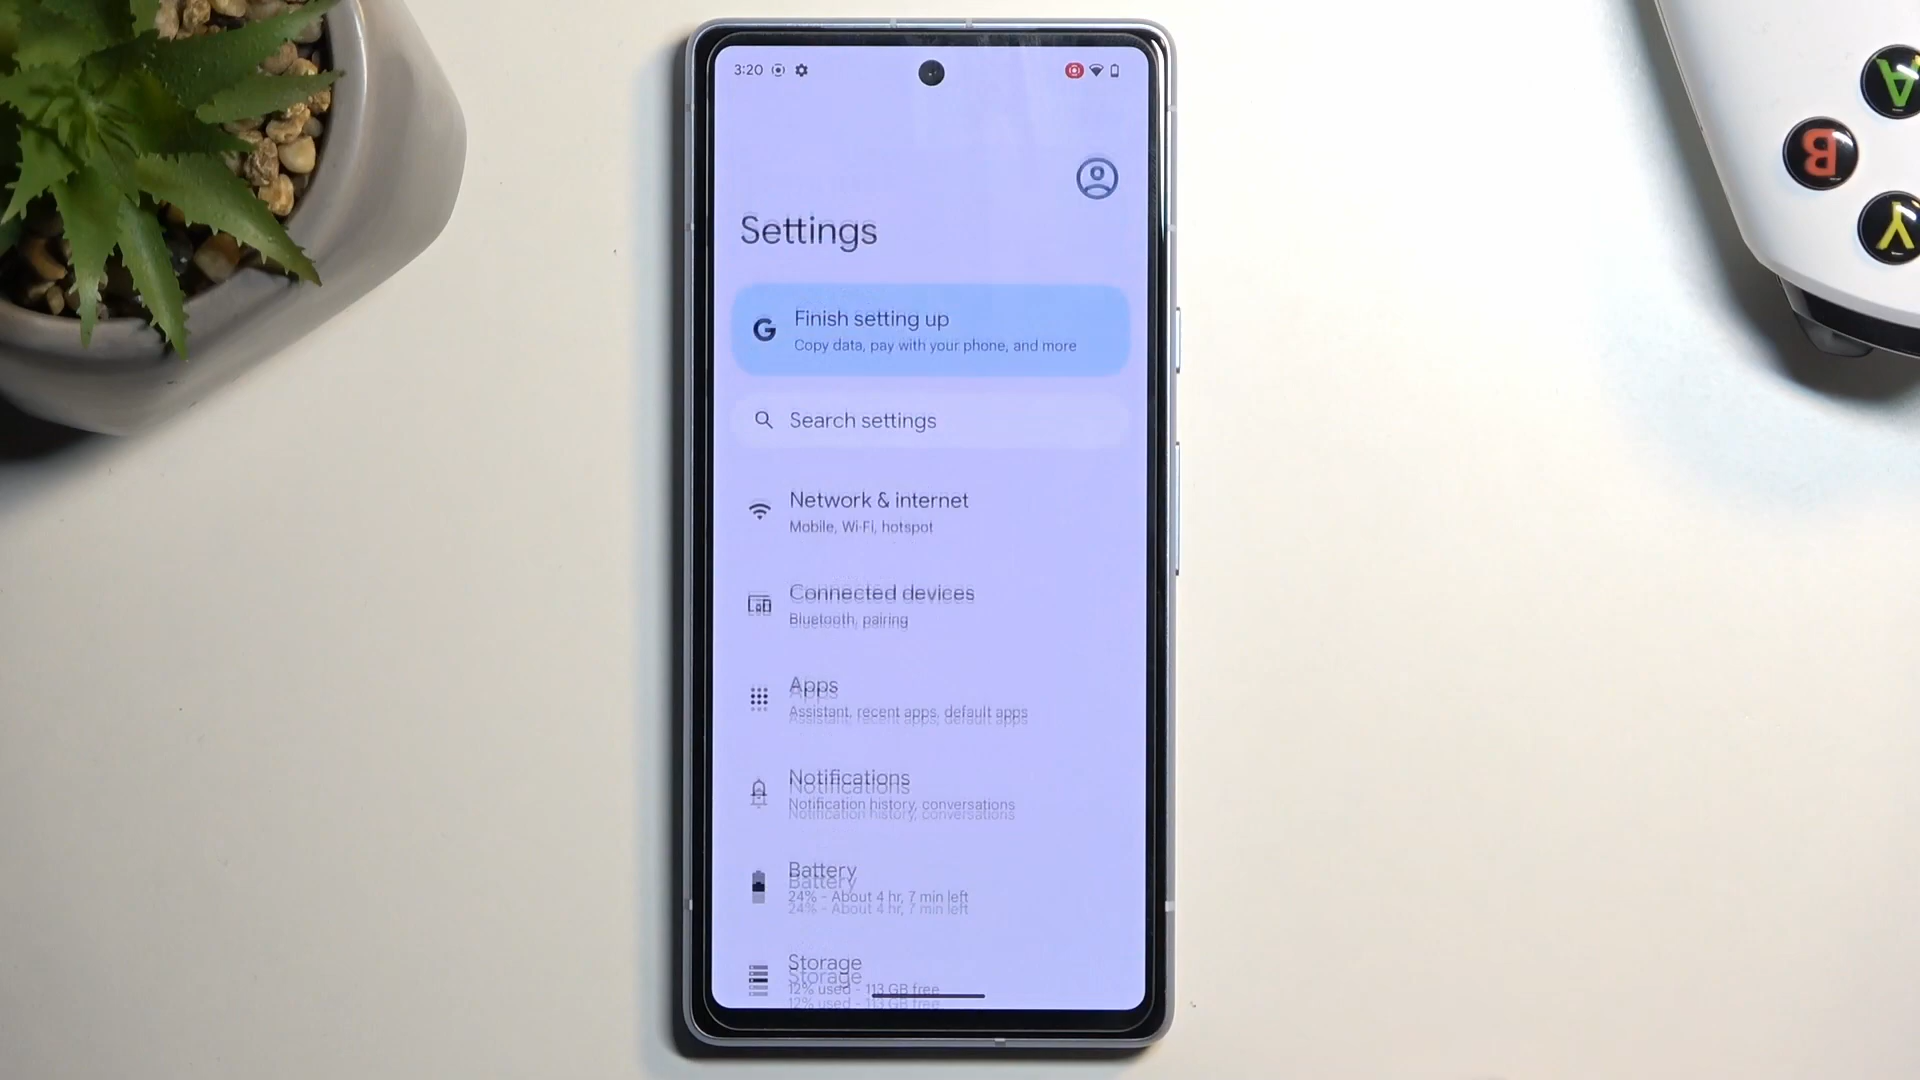 3:20
Settings
G Finish setting up
Copy data, pay with your phone, and more
Search settings
Network & internet
Mobile, Wi-Fi, hotspot
Connected devices
Bluetooth, pairing
Apps
Assistant, recent apps, default apps
Notifications
Notification history, conversations
Battery
24% - About 4 hr, 7 min left
Storage
12% used - 113 GB free
A
B
Y